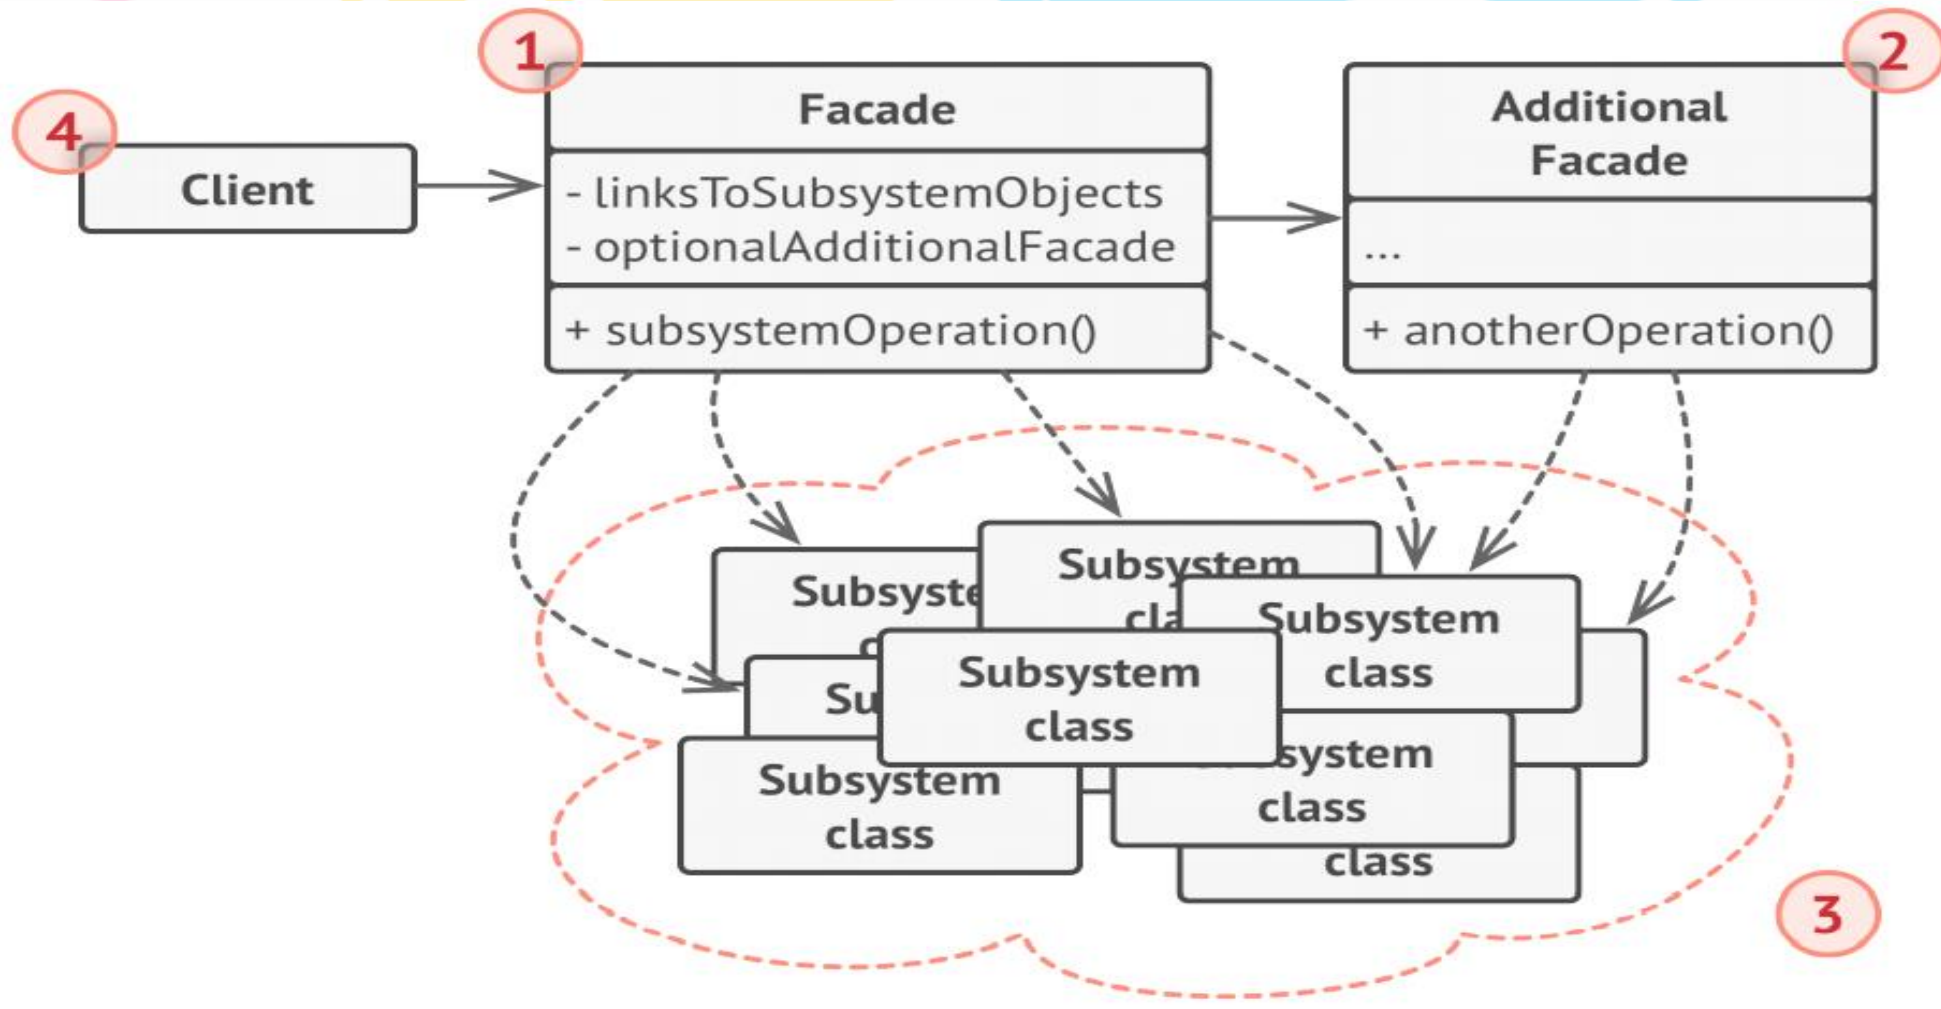 1
2
4
Facade
Additional
Facade
Client
- linksToSubsystemObjects
- optionalAdditionalFacade
...
+ subsystemOperation()
+ anotherOperation()
Subsystem
Subsystem
class
Subsystem
class
Subsystem
class
class
class
3